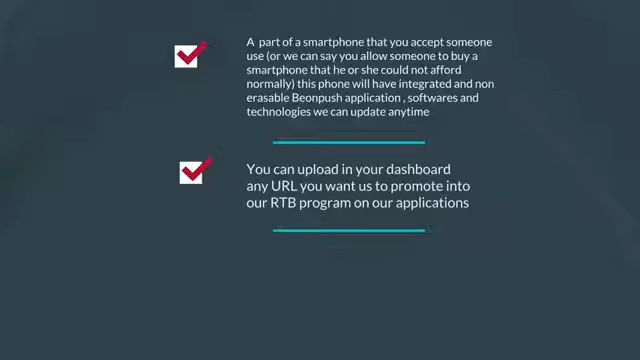 A part of a smartphone that you accept someone
use (or we can say you allow someone to buy a
smartphone that he or she could not afford
normally) this phone will have integrated and non
erasable Beonpush application , softwares and
technologies we can update anytime
You can upload in your dashboard
any URL you want us to promote into
our RTB program on our applications